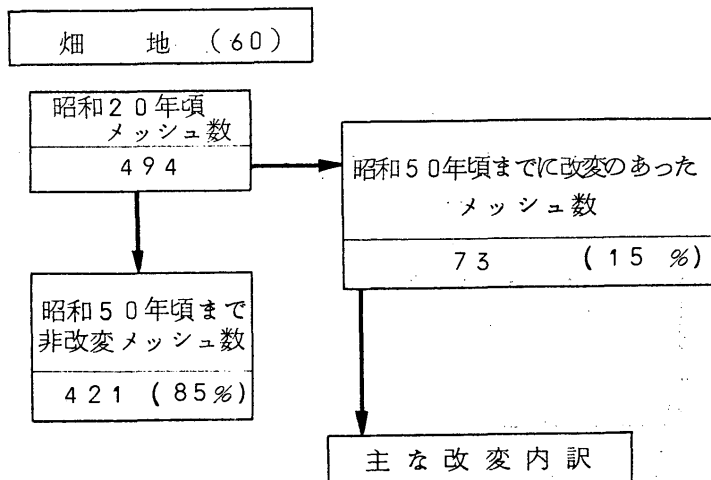 畑 地 (60)
昭和20年頃
メッシュ数
494
昭和50年頃までに改変のあった
メッシュ数
73 (15 %)
昭和50年頃まで
非改変メッシュ数
421 (85%)
主な改変内訳